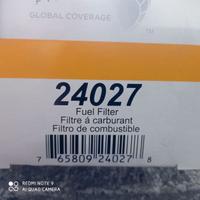 GLOBAL COVERAGE
TM
24027
Fuel Filter
Filtre á carburant
Filtro de combustible
7 65809 24027 8
REDMI NOTE 9
AI QUAD CAMERA